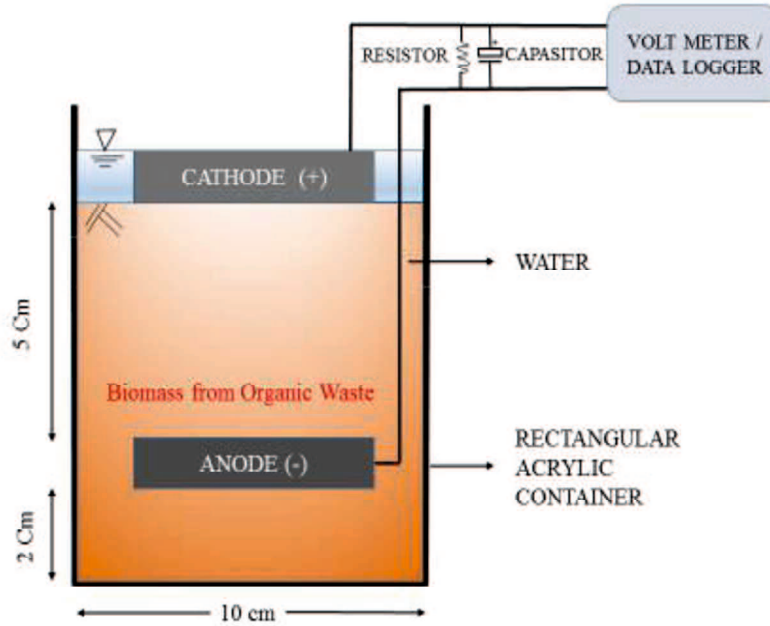 VOLT METER /
DATA LOGGER
RESISTOR
+
CAPASITOR
CATHODE (+)
WATER
5 Cm
Biomass from Organic Waste
ANODE (-)
RECTANGULAR
ACRYLIC
CONTAINER
2 Cm
10 cm